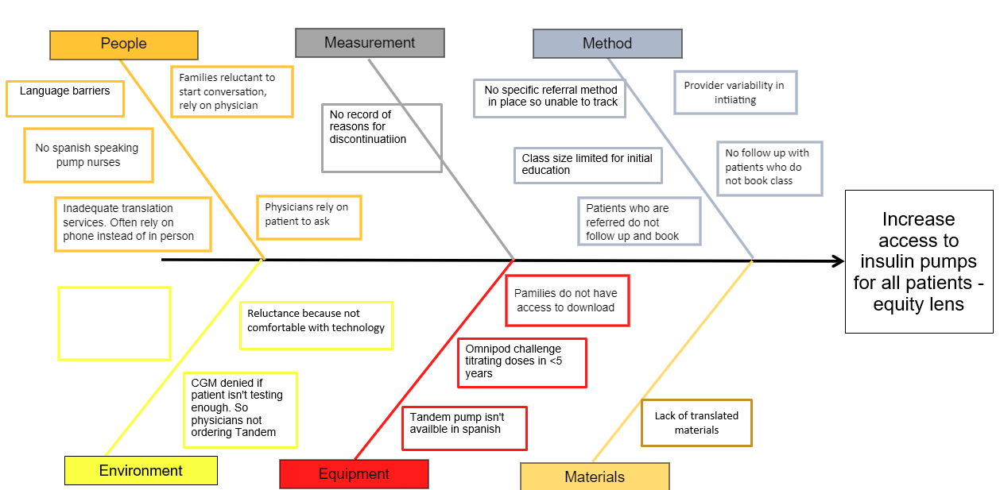 People
Measurement
Method
Language barriers
Families reluctant to
start conversation,
rely on physician
No spanish speaking
pump nurses
Inadequate translation
services. Often rely on
phone instead of in person
Physicians rely on
patient to ask
No record of
reasons for
discontinuatiion
No specific referral method
in place so unable to track
Provider variability in
intiiating
Class size limited for initial
education
No follow up with
patients who do
not book class
Patients who are
referred do not
follow up and book
Increase
access to
insulin pumps
for all patients -
equity lens
Reluctance because not
comfortable with technology
CGM denied if
patient isn't testing
enough. So
physicians not
ordering Tandem
Pamilies do not have
access to download
Omnipod challenge
titrating doses in <5
years
Tandem pump isn't
availble in spanish
Lack of translated
materials
Environment
Equipment
Materials